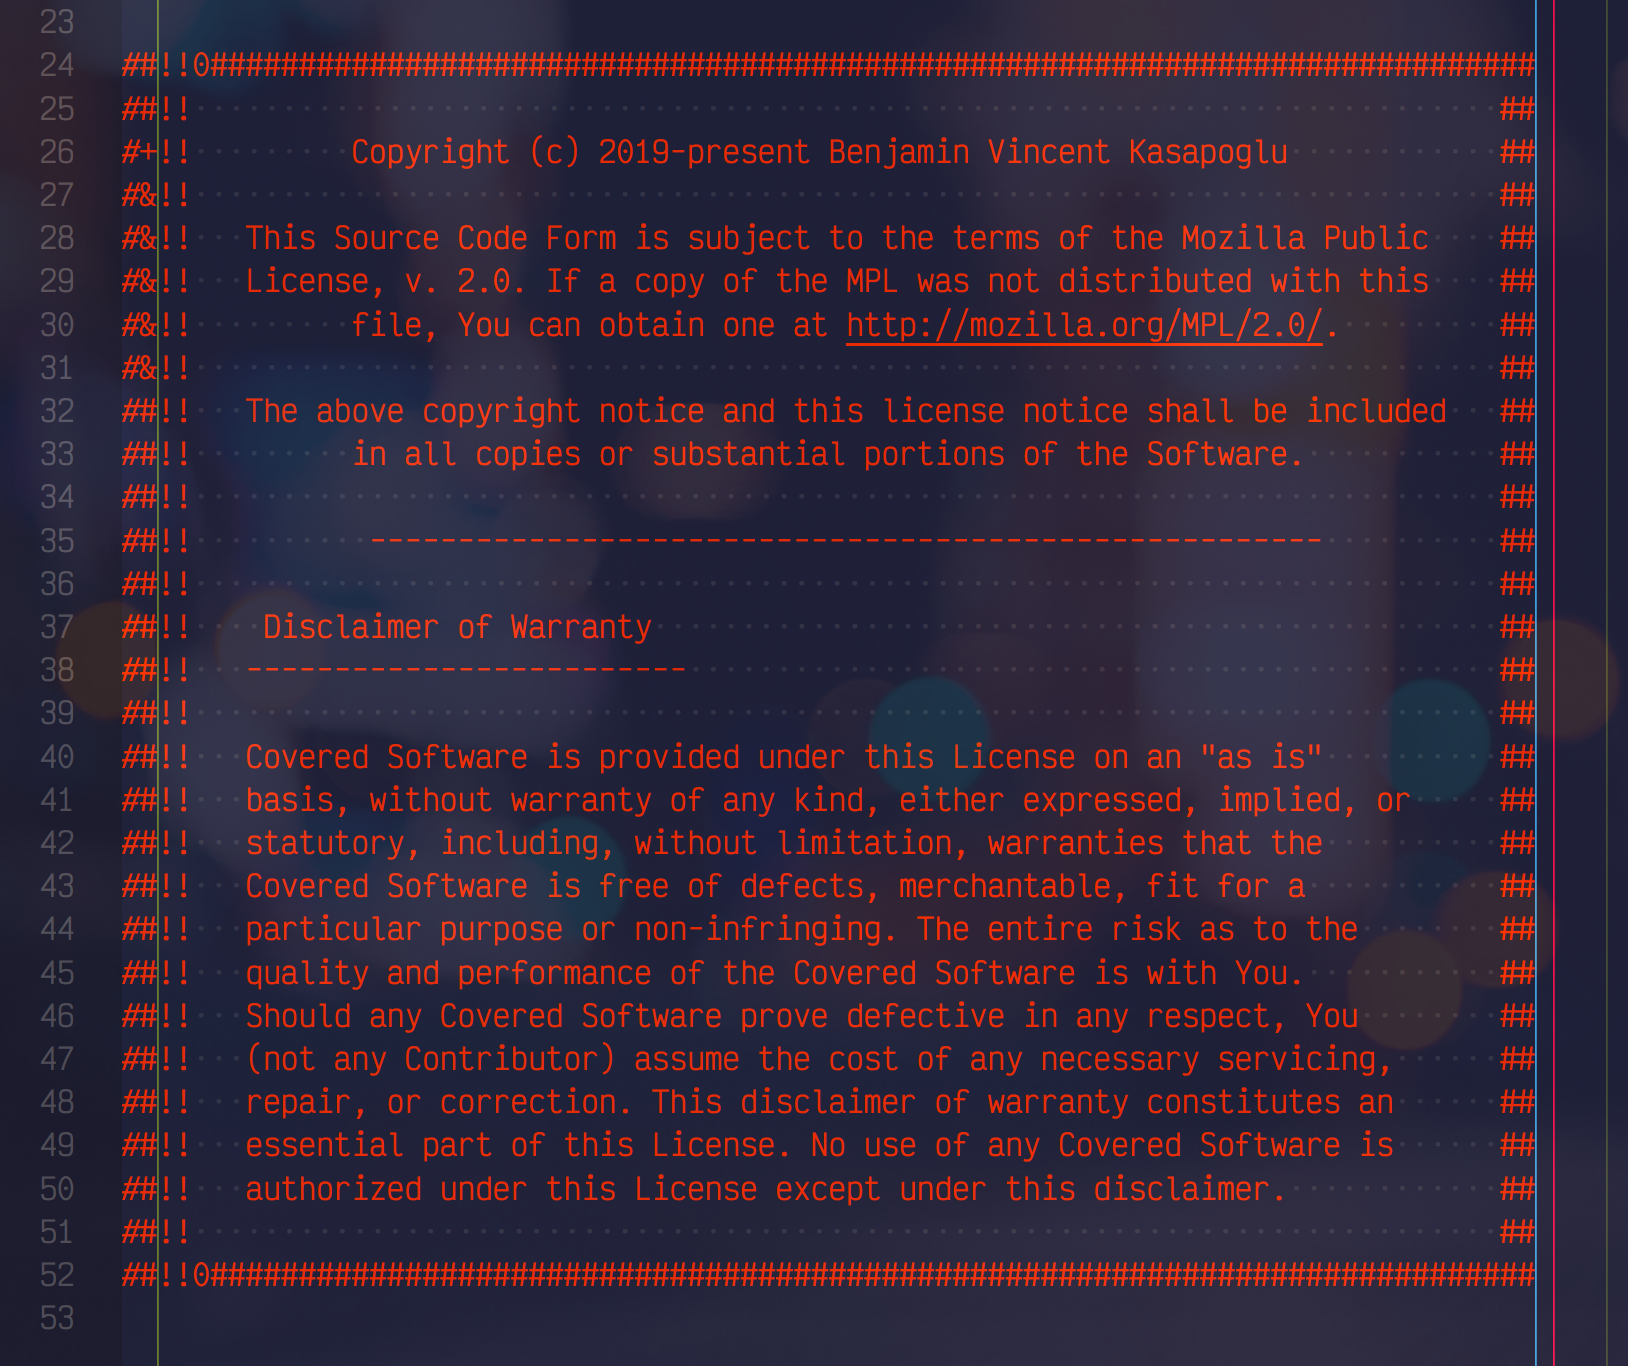 23
24 ##!!0###########################################################################
25 ##!! ##
26 #+!! Copyright (c) 2019-present Benjamin Vincent Kasapoglu ##
27 #&!! ##
28 #&!! This Source Code Form is subject to the terms of the Mozilla Public ##
29 #&!! License, v. 2.0. If a copy of the MPL was not distributed with this ##
30 #&!! file, You can obtain one at http://mozilla.org/MPL/2.0/. ##
31 #&!! ##
32 ##!! The above copyright notice and this license notice shall be included ##
33 ##!! in all copies or substantial portions of the Software. ##
34 ##!! ##
35 ##!! ------------------------------------------------------ ##
36 ##!! ##
37 ##!! Disclaimer of Warranty ##
38 ##!! ------------------------- ##
39 ##!! ##
40 ##!! Covered Software is provided under this License on an "as is" ##
41 ##!! basis, without warranty of any kind, either expressed, implied, or ##
42 ##!! statutory, including, without limitation, warranties that the ##
43 ##!! Covered Software is free of defects, merchantable, fit for a ##
44 ##!! particular purpose or non-infringing. The entire risk as to the ##
45 ##!! quality and performance of the Covered Software is with You. ##
46 ##!! Should any Covered Software prove defective in any respect, You ##
47 ##!! (not any Contributor) assume the cost of any necessary servicing, ##
48 ##!! repair, or correction. This disclaimer of warranty constitutes an ##
49 ##!! essential part of this License. No use of any Covered Software is ##
50 ##!! authorized under this License except under this disclaimer. ##
51 ##!! ##
52 ##!!0###########################################################################
53